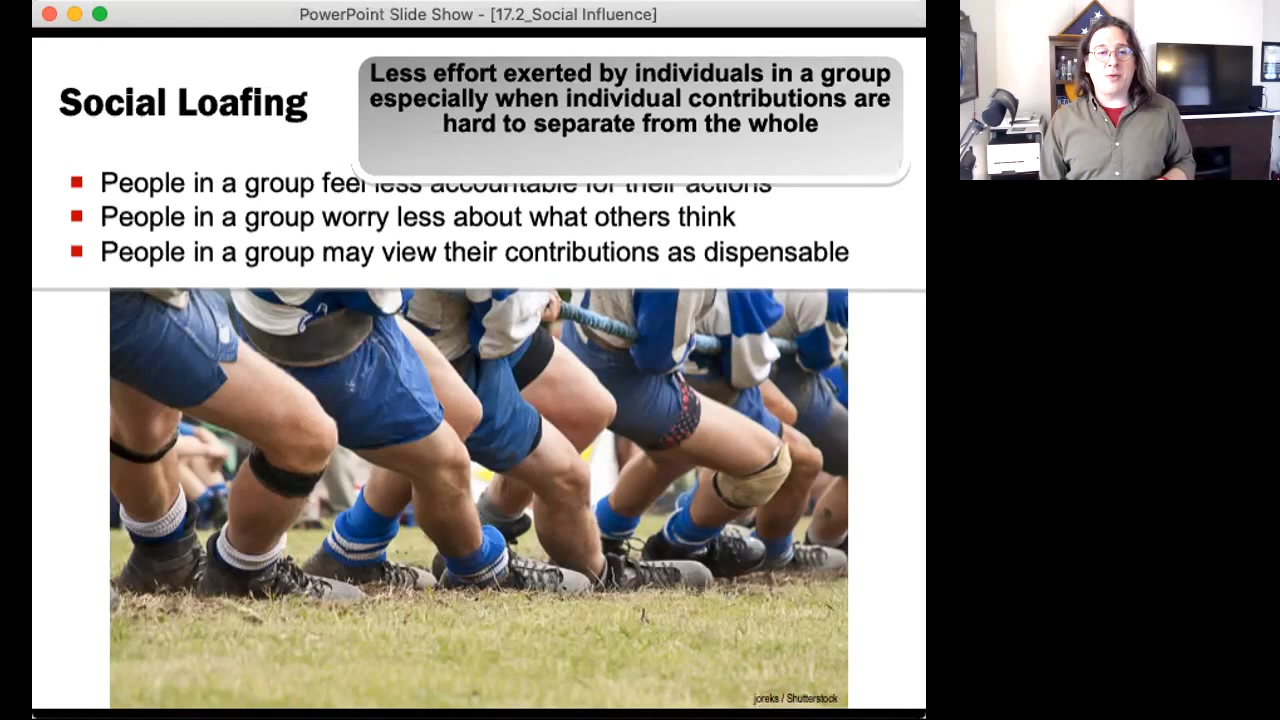 PowerPoint Slide Show - [17.2_Social Influence]
Social Loafing
Less effort exerted by individuals in a group
especially when individual contributions are
hard to separate from the whole
People in a group feel less accountable for their actions
People in a group worry less about what others think
People in a group may view their contributions as dispensable
joreks / Shutterstock